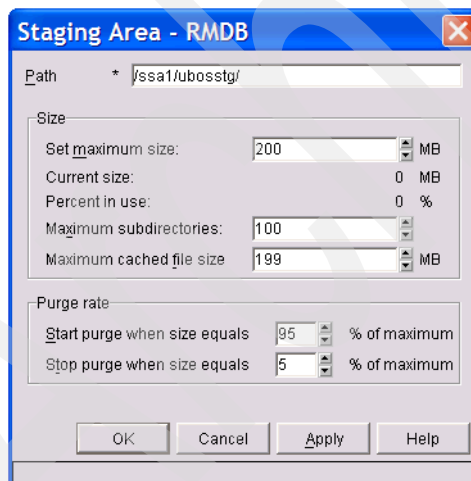 Staging Area - RMDB
Path * /ssa1/ubosstg/
Size
Set maximum size: 200 MB
Current size: 0 MB
Percent in use: 0 %
Maximum subdirectories: 100
Maximum cached file size 199 MB
Purge rate
Start purge when size equals 95 % of maximum
Stop purge when size equals 5 % of maximum
OK Cancel Apply Help